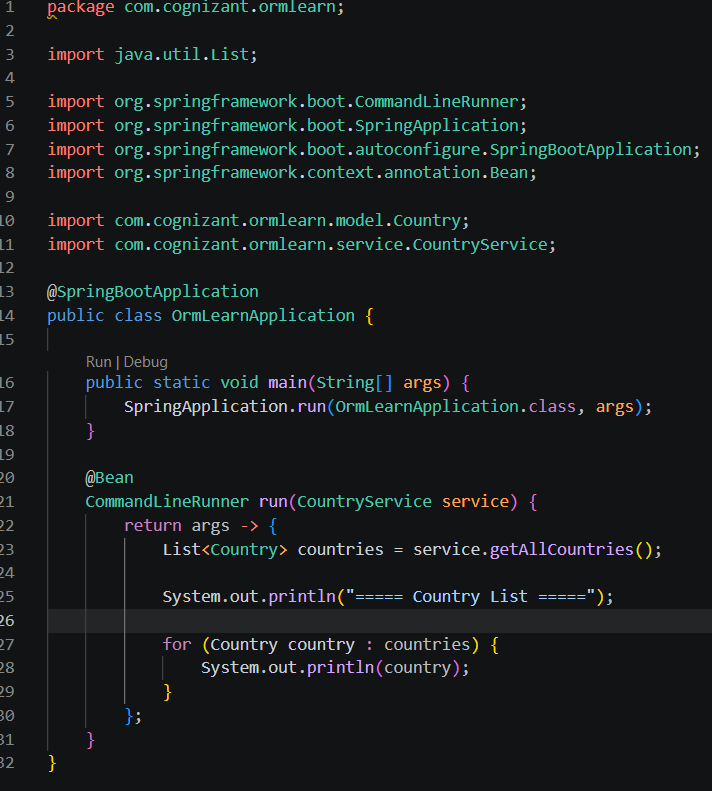 1 package com.cognizant.ormlearn;
2
3 import java.util.List;
4
5 import org.springframework.boot.CommandLineRunner;
6 import org.springframework.boot.SpringApplication;
7 import org.springframework.boot.autoconfigure.SpringBootApplication;
8 import org.springframework.context.annotation.Bean;
9
10 import com.cognizant.ormlearn.model.Country;
11 import com.cognizant.ormlearn.service.CountryService;
12
13 @SpringBootApplication
14 public class OrmLearnApplication {
15
Run | Debug
16     public static void main(String[] args) {
17         SpringApplication.run(OrmLearnApplication.class, args);
18     }
19
20     @Bean
21     CommandLineRunner run(CountryService service) {
22         return args -> {
23             List<Country> countries = service.getAllCountries();
24
25             System.out.println("===== Country List =====");
26
27             for (Country country : countries) {
28                 System.out.println(country);
29             }
30         };
31     }
32 }